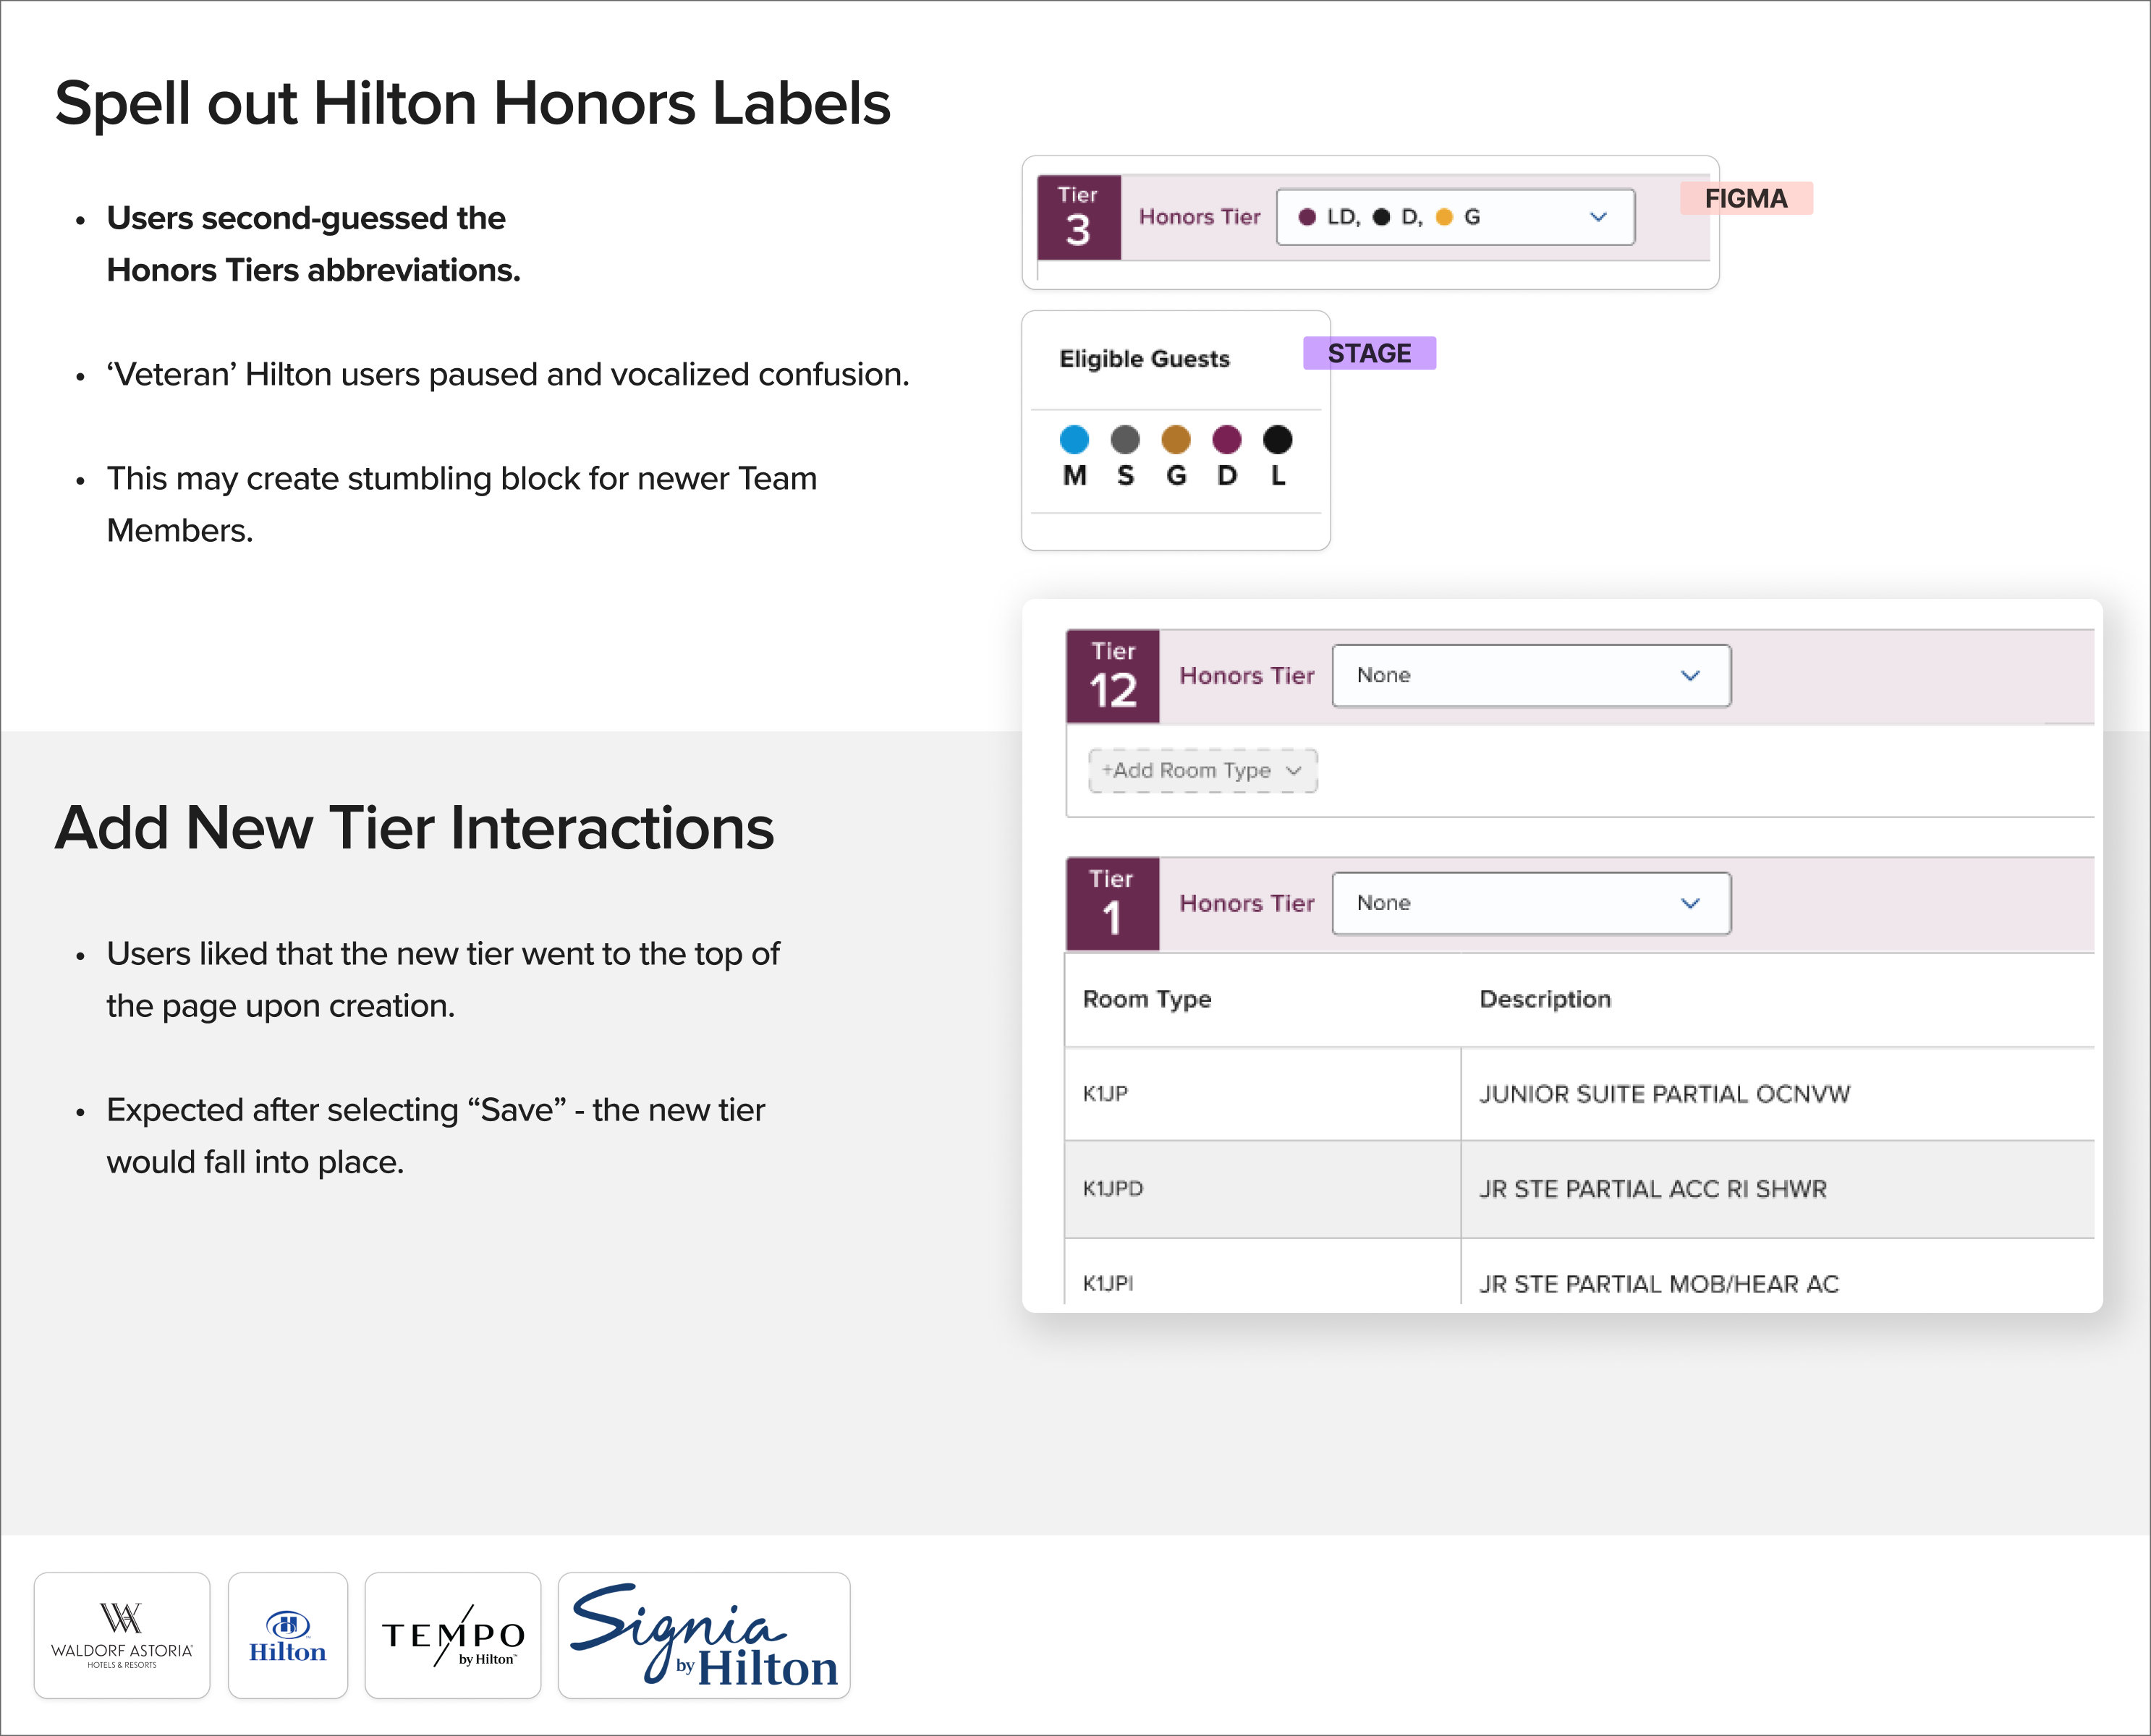 Spell out Hilton Honors Labels
• Users second-guessed the
Honors Tiers abbreviations.
• ‘Veteran’ Hilton users paused and vocalized confusion.
• This may create stumbling block for newer Team
Members.
Tier
3
Honors Tier
LD, D, G
FIGMA
Eligible Guests
STAGE
M S G D L
Add New Tier Interactions
• Users liked that the new tier went to the top of
the page upon creation.
• Expected after selecting “Save” - the new tier
would fall into place.
Tier
12
Honors Tier
None
+Add Room Type
Tier
1
Honors Tier
None
Room Type Description
K1JP JUNIOR SUITE PARTIAL OCNVW
K1JPD JR STE PARTIAL ACC RI SHWR
K1JPI JR STE PARTIAL MOB/HEAR AC
WALDORF ASTORIA
HOTELS & RESORTS
Hilton
TEMPO
by Hilton™
Signia
by Hilton